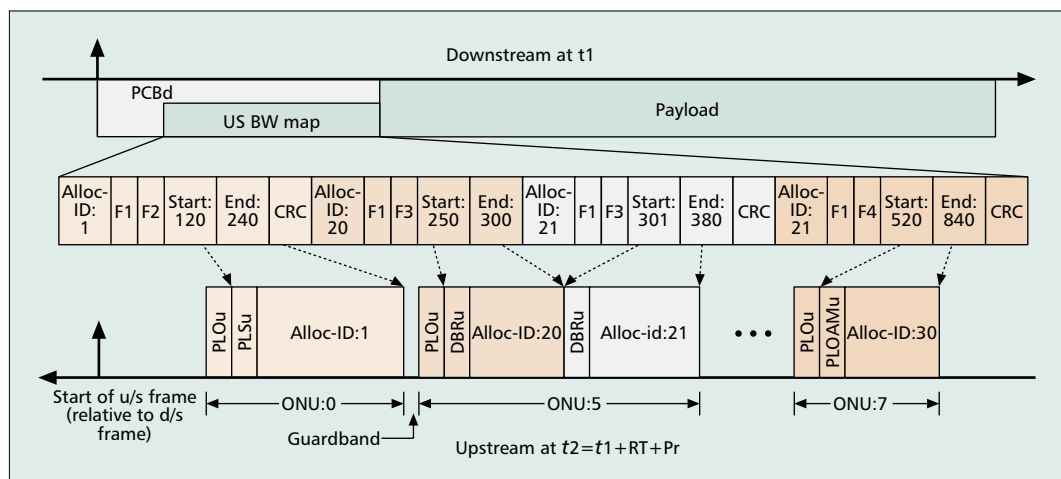 Downstream at t1
PCBd
US BW map
Payload
Alloc-
ID:
1
F1
F2
Start:
120
End:
240
CRC
Alloc-
ID:
20
F1
F3
Start:
250
End:
300
Alloc-
ID:
21
F1
F3
Start:
301
End:
380
CRC
Alloc-
ID:
21
F1
F4
Start:
520
End:
840
CRC
PLOu
PLSu
Alloc-ID:1
PLOu
DBRu
Alloc-ID:20
DBRu
Alloc-id:21
•••
PLOu
PLOAMu
Alloc-ID:30
Start of u/s frame
(relative to d/s
frame)
ONU:0
ONU:5
ONU:7
Guardband
Upstream at t2=t1+RT+Pr